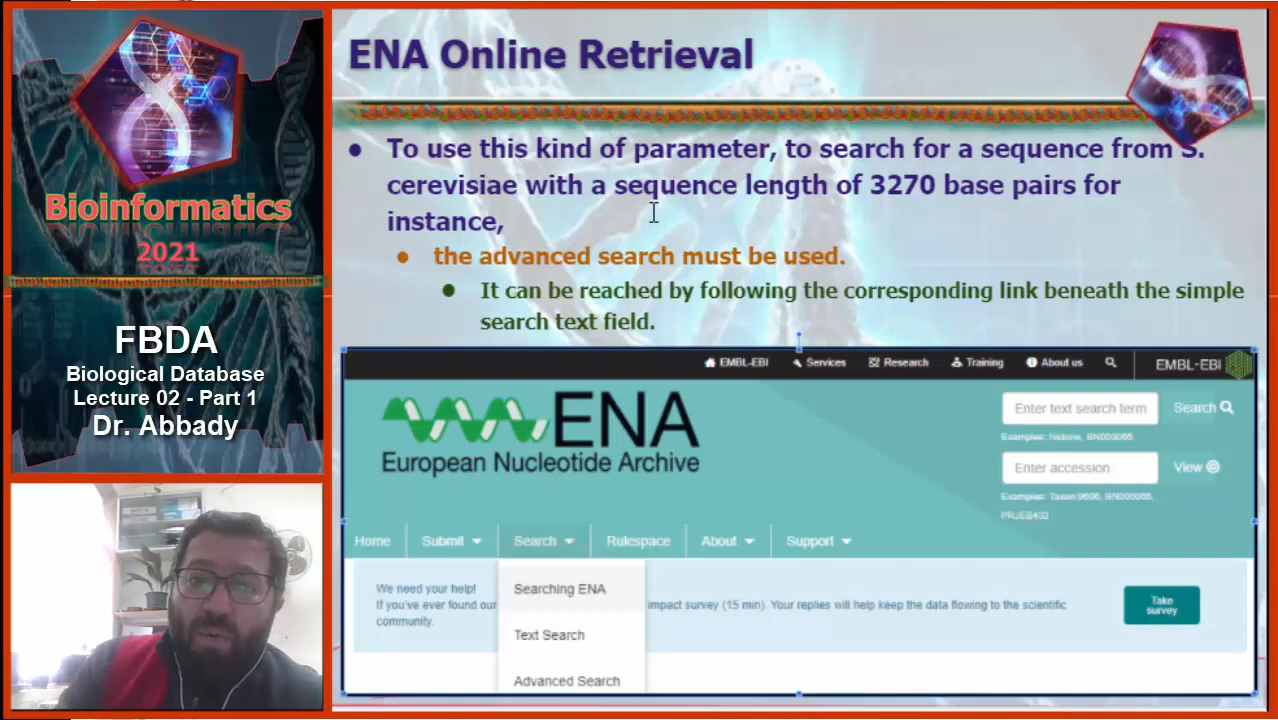 Bioinformatics
2021
FBDA
Biological Database
Lecture 02 - Part 1
Dr. Abbady
ENA Online Retrieval
To use this kind of parameter, to search for a sequence from S.
cerevisiae with a sequence length of 3270 base pairs for
instance,
the advanced search must be used.
It can be reached by following the corresponding link beneath the simple
search text field.
EMBL-EBI Services Research Training About us EMBL-EBI
ENA
European Nucleotide Archive
Enter text search term Search
Examples: histone, BN000065
Enter accession View
Examples: Taxon:9606, BN000065,
PRJEB402
Home Submit Search Rulespace About Support
Searching ENA
Text Search
Advanced Search
We need your help!
If you've ever found our impact survey (15 min). Your replies will help keep the data flowing to the scientific
community.
Take
survey